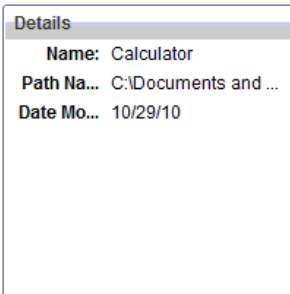 Details
Name: Calculator
Path Na... C:\Documents and ...
Date Mo... 10/29/10